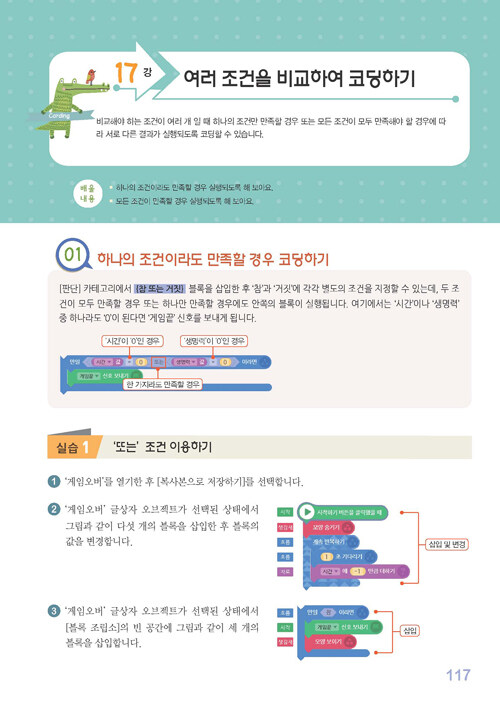 17 강
여러 조건을 비교하여 코딩하기
Conding
비교해야 하는 조건이 여러 개 일 때 하나의 조건만 만족할 경우 또는 모든 조건이 모두 만족해야 할 경우에 따
라 서로 다른 결과가 실행되도록 코딩할 수 있습니다.
배울
내용
• 하나의 조건이라도 만족할 경우 실행되도록 해 보아요.
• 모든 조건이 만족할 경우 실행되도록 해 보아요.
01 하나의 조건이라도 만족할 경우 코딩하기
[판단] 카테고리에서 [참 또는 거짓] 블록을 삽입한 후 '참'과 '거짓'에 각각 별도의 조건을 지정할 수 있는데, 두 조
건이 모두 만족할 경우 또는 하나만 만족할 경우에도 안쪽의 블록이 실행됩니다. 여기에서는 '시간'이나 '생명력'
중 하나라도 '0'이 된다면 '게임끝' 신호를 보내게 됩니다.
'시간'이 '0'인 경우 '생명력'이 '0'인 경우
만일 시간 값 = 0 또는 생명력 값 = 0 이라면
게임끝 신호 보내기
한 가지라도 만족할 경우
실습 1 '또는' 조건 이용하기
1 '게임오버'를 열기한 후 [복사본으로 저장하기]를 선택합니다.
2 '게임오버' 글상자 오브젝트가 선택된 상태에서
그림과 같이 다섯 개의 블록을 삽입한 후 블록의
값을 변경합니다.
시작 시작하기 버튼을 클릭했을 때
생김새 모양 숨기기
흐름 계속 반복하기
흐름 1 초 기다리기
자료 시간 에 -1 만큼 더하기
삽입 및 변경
3 '게임오버' 글상자 오브젝트가 선택된 상태에서
[블록 조립소]의 빈 공간에 그림과 같이 세 개의
블록을 삽입합니다.
흐름 만일 참 이라면
시작 게임끝 신호 보내기
생김새 모양 보이기
삽입
117